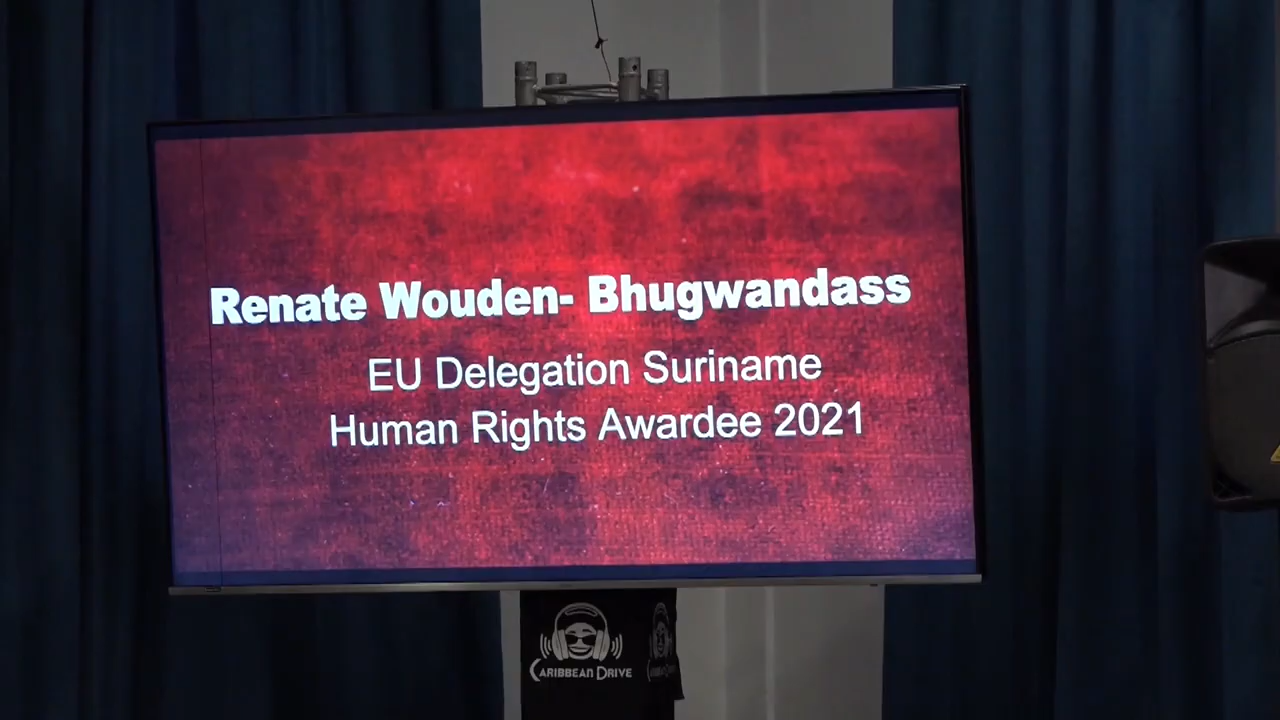 Renate Wouden- Bhugwandass
EU Delegation Suriname
Human Rights Awardee 2021
CARIBBEAN DRIVE